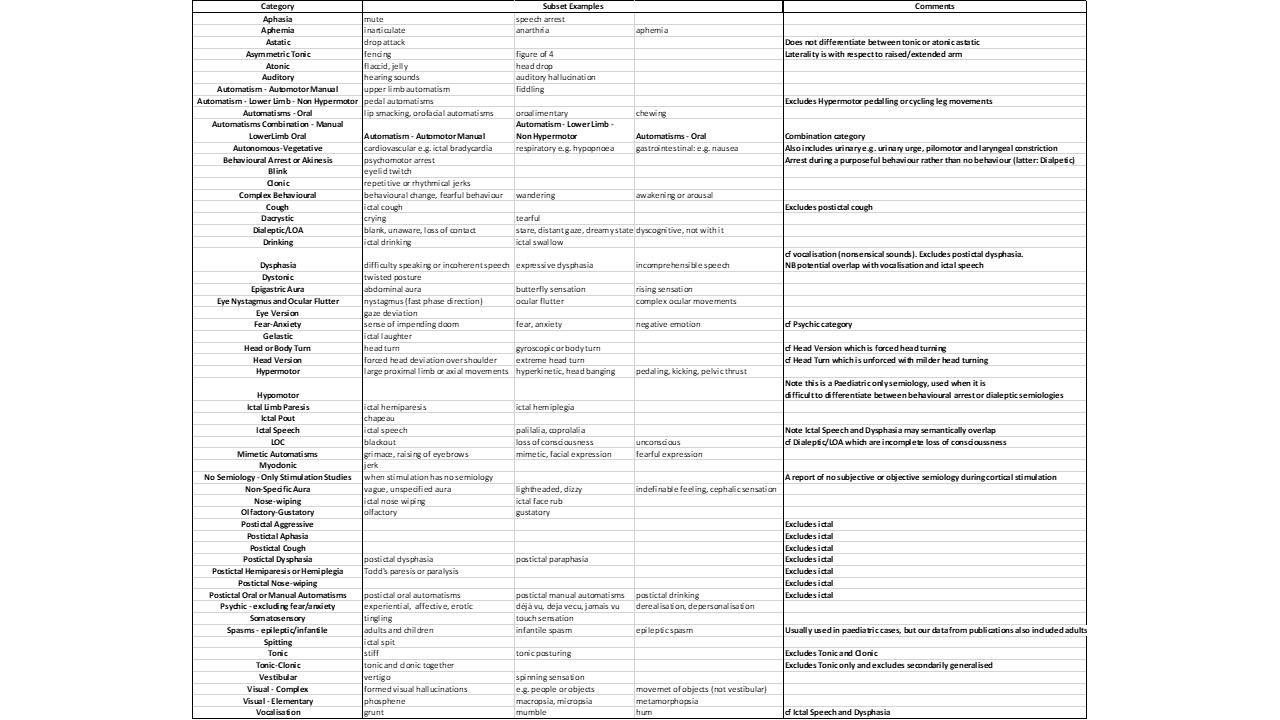 Category Subset Examples Comments
Aphasia mute speech arrest
Aphemia inarticulate anarthria aphemia
Astatic drop attack Does not differentiate between tonic or atonic astatic
Asymmetric Tonic fencing figure of 4 Laterality is with respect to raised/extended arm
Atonic flaccid, jelly head drop
Auditory hearing sounds auditory hallucination
Automatism - Automotor Manual upper limb automatism fiddling
Automatism - Lower Limb - Non Hypermotor pedal automatisms Excludes Hypermotor pedalling or cycling leg movements
Automatisms - Oral lip smacking, orofacial automatisms oroalimentary chewing
Automatisms Combination - Manual Automatism - Lower Limb -
LowerLimb Oral Automatism - Automotor Manual Non Hypermotor Automatisms - Oral Combination category
Autonomous-Vegetative cardiovascular e.g. ictal bradycardia respiratory e.g. hypopnoea gastrointestinal: e.g. nausea Also includes urinary e.g. urinary urge, pilomotor and laryngeal constriction
Behavioural Arrest or Akinesis psychomotor arrest Arrest during a purposeful behaviour rather than no behaviour (latter: Dialpetic)
Blink eyelid twitch
Clonic repetitive or rhythmical jerks
Complex Behavioural behavioural change, fearful behaviour wandering awakening or arousal
Cough ictal cough Excludes postictal cough
Dacrystic crying tearful
Dialeptic/LOA blank, unaware, loss of contact stare, distant gaze, dreamy state dyscognitive, not with it
Drinking ictal drinking ictal swallow
cf vocalisation (nonsensical sounds). Excludes postictal dysphasia.
Dysphasia difficulty speaking or incoherent speech expressive dysphasia incomprehensible speech NB potential overlap with vocalisation and ictal speech
Dystonic twisted posture
Epigastric Aura abdominal aura butterfly sensation rising sensation
Eye Nystagmus and Ocular Flutter nystagmus (fast phase direction) ocular flutter complex ocular movements
Eye Version gaze deviation
Fear-Anxiety sense of impending doom fear, anxiety negative emotion cf Psychic category
Gelastic ictal laughter
Head or Body Turn head turn gyroscopic or body turn cf Head Version which is forced head turning
Head Version forced head deviation over shoulder extreme head turn cf Head Turn which is unforced with milder head turning
Hypermotor large proximal limb or axial movements hyperkinetic, head banging pedaling, kicking, pelvic thrust
Note this is a Paediatric only semiology, used when it is
Hypomotor difficult to differentiate between behavioural arrest or dialeptic semiologies
Ictal Limb Paresis ictal hemiparesis ictal hemiplegia
Ictal Pout chapeau
Ictal Speech ictal speech palilalia, coprolalia Note Ictal Speech and Dysphasia may semantically overlap
LOC blackout loss of consciousness unconscious cf Dialeptic/LOA which are incomplete loss of consciousness
Mimetic Automatisms grimace, raising of eyebrows mimetic, facial expression fearful expression
Myoclonic jerk
No Semiology - Only Stimulation Studies when stimulation has no semiology A report of no subjective or objective semiology during cortical stimulation
Non-Specific Aura vague, unspecified aura lightheaded, dizzy indefinable feeling, cephalic sensation
Nose-wiping ictal nose wiping ictal face rub
Olfactory-Gustatory olfactory gustatory
Postictal Aggressive Excludes ictal
Postictal Aphasia Excludes ictal
Postictal Cough Excludes ictal
Postictal Dysphasia postictal dysphasia postictal paraphasia Excludes ictal
Postictal Hemiparesis or Hemiplegia Todd's paresis or paralysis Excludes ictal
Postictal Nose-wiping Excludes ictal
Postictal Oral or Manual Automatisms postictal oral automatisms postictal manual automatisms postictal drinking Excludes ictal
Psychic - excluding fear/anxiety experiential, affective, erotic déjà vu, deja vecu, jamais vu derealisation, depersonalisation
Somatosensory tingling touch sensation
Spasms - epileptic/infantile adults and children infantile spasm epileptic spasm Usually used in paediatric cases, but our data from publications also included adults
Spitting ictal spit
Tonic stiff tonic posturing Excludes Tonic and Clonic
Tonic-Clonic tonic and clonic together Excludes Tonic only and excludes secondarily generalised
Vestibular vertigo spinning sensation
Visual - Complex formed visual hallucinations e.g. people or objects movemet of objects (not vestibular)
Visual - Elementary phosphene macropsia, micropsia metamorphopsia
Vocalisation grunt mumble hum cf Ictal Speech and Dysphasia